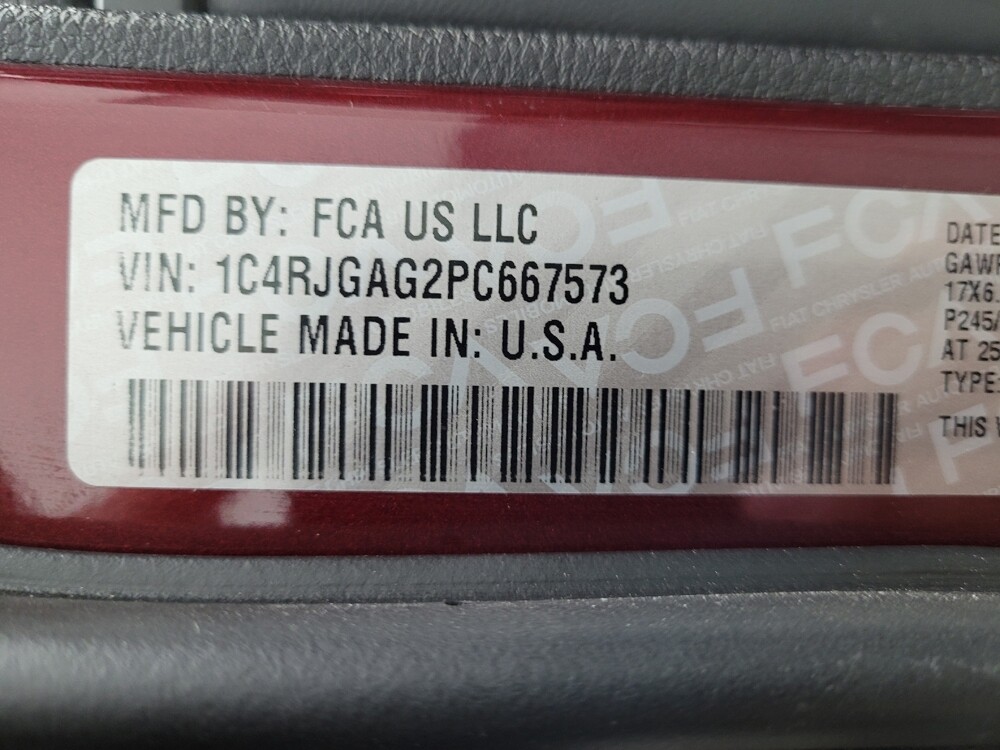 MFD BY: FCA US LLC
VIN: 1C4RJGAG2PC667573
VEHICLE MADE IN: U.S.A.
DATE
GAWR
17X6.
P245/
AT 25
TYPE:
THIS